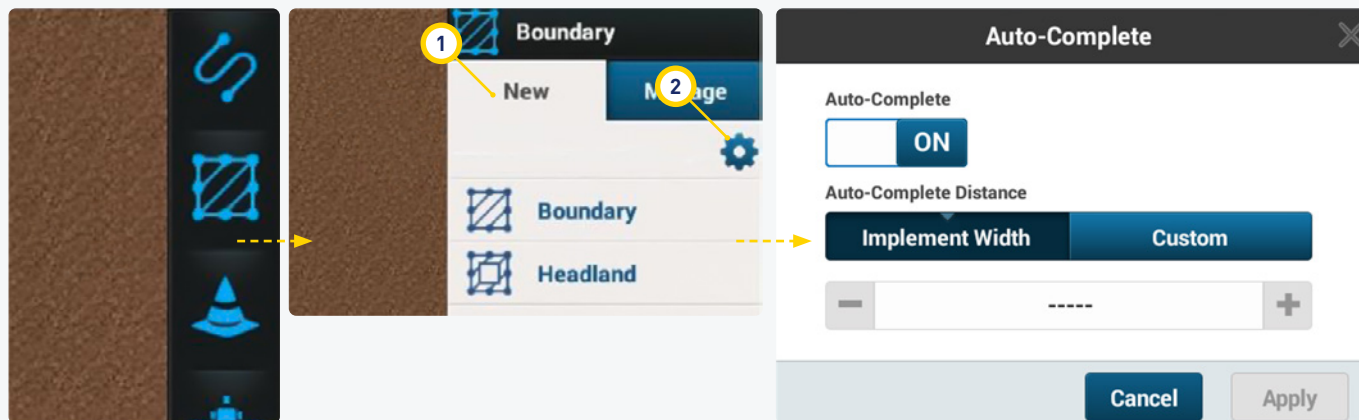 1
Boundary
New
2
Boundary
Headland
Auto-Complete
Auto-Complete
ON
Auto-Complete Distance
Implement Width Custom
-----
Cancel Apply